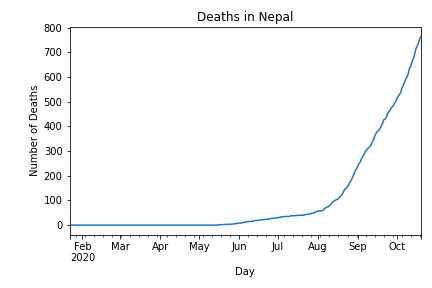 Deaths in Nepal
800
700
600
500
400
300
200
100
0
Number of Deaths
Feb Mar Apr May Jun Jul Aug Sep Oct
2020
Day